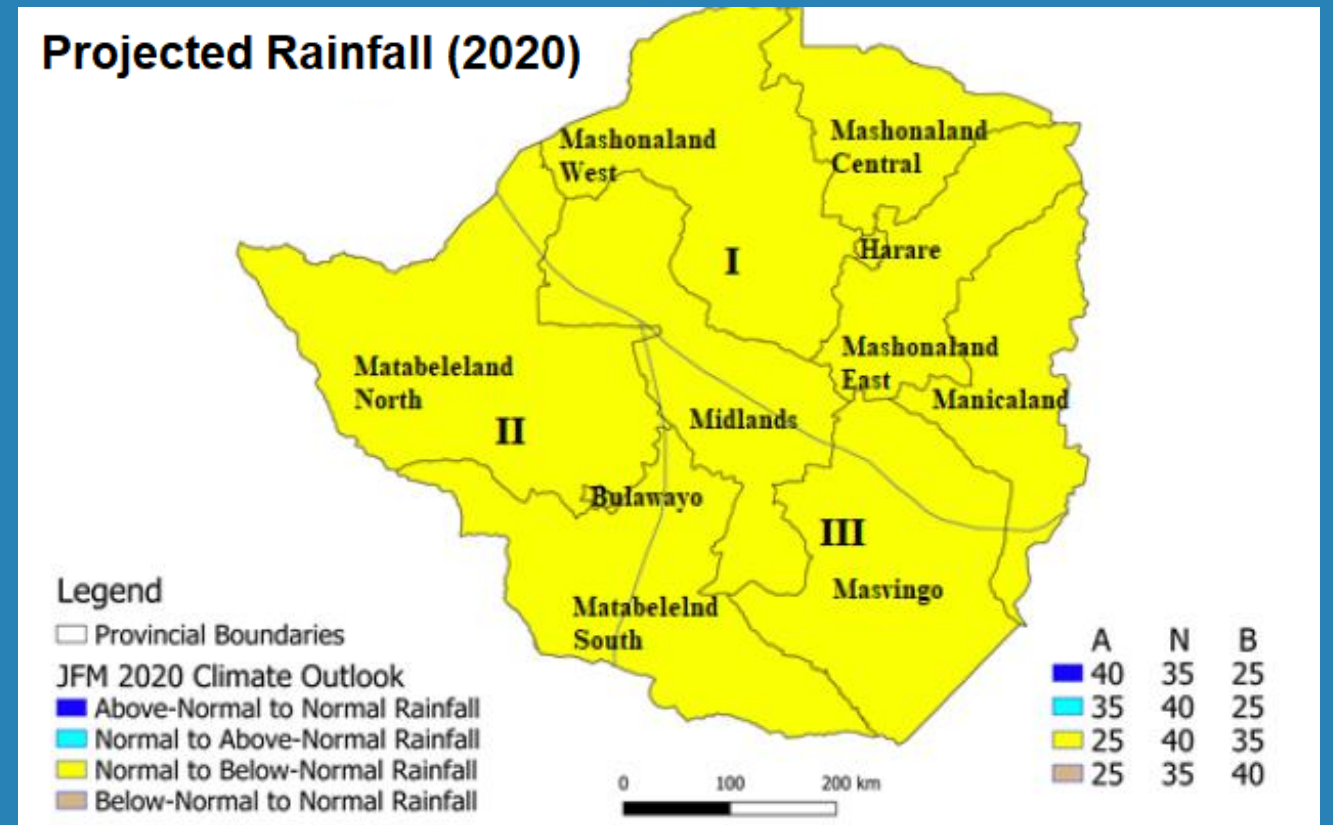 Projected Rainfall (2020)
Mashonaland
West
Mashonaland
Central
I
Harare
Matabeleland
North
Mashonaland
East
Manicaland
II
Midlands
Bulawayo
III
Masvingo
Matabelelnd
South
Legend
Provincial Boundaries
JFM 2020 Climate Outlook
Above-Normal to Normal Rainfall
Normal to Above-Normal Rainfall
Normal to Below-Normal Rainfall
Below-Normal to Normal Rainfall
0 100 200 km
A N B
40 35 25
35 40 25
25 40 35
25 35 40